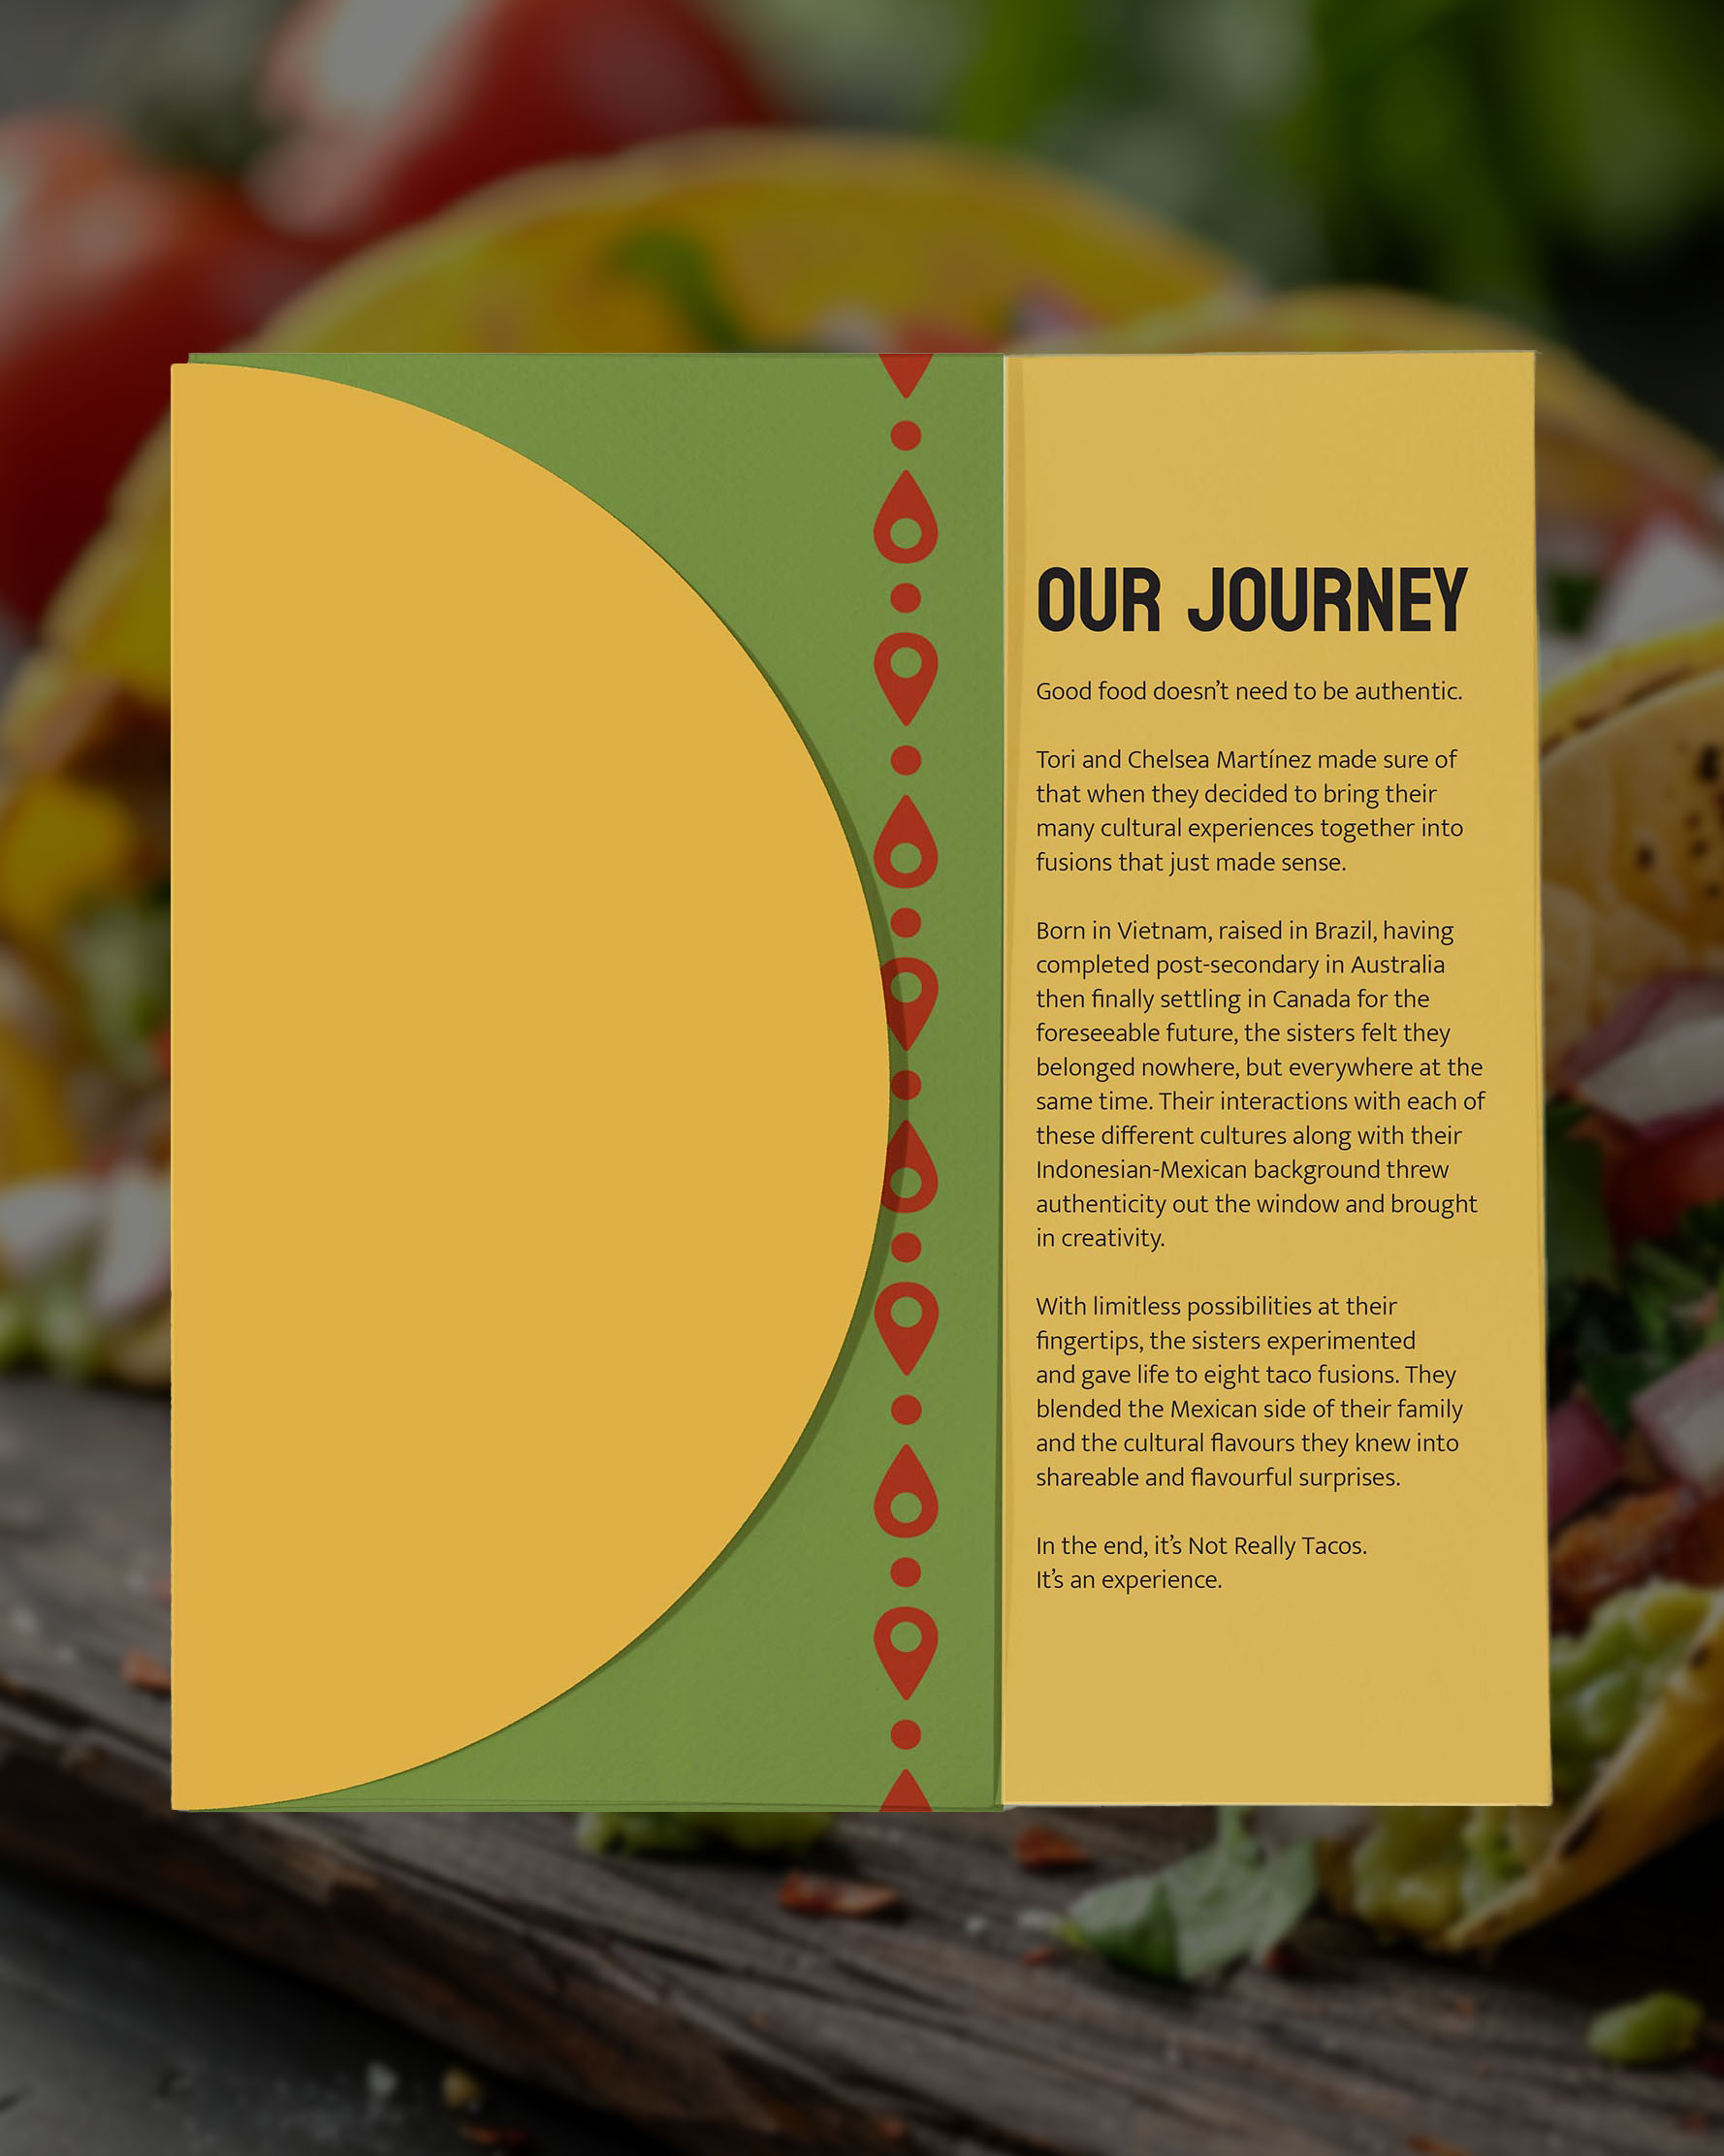 OUR JOURNEY
Good food doesn’t need to be authentic.
Tori and Chelsea Martínez made sure of
that when they decided to bring their
many cultural experiences together into
fusions that just made sense.
Born in Vietnam, raised in Brazil, having
completed post-secondary in Australia
then finally settling in Canada for the
foreseeable future, the sisters felt they
belonged nowhere, but everywhere at the
same time. Their interactions with each of
these different cultures along with their
Indonesian-Mexican background threw
authenticity out the window and brought
in creativity.
With limitless possibilities at their
fingertips, the sisters experimented
and gave life to eight taco fusions. They
blended the Mexican side of their family
and the cultural flavours they knew into
shareable and flavourful surprises.
In the end, it’s Not Really Tacos.
It’s an experience.